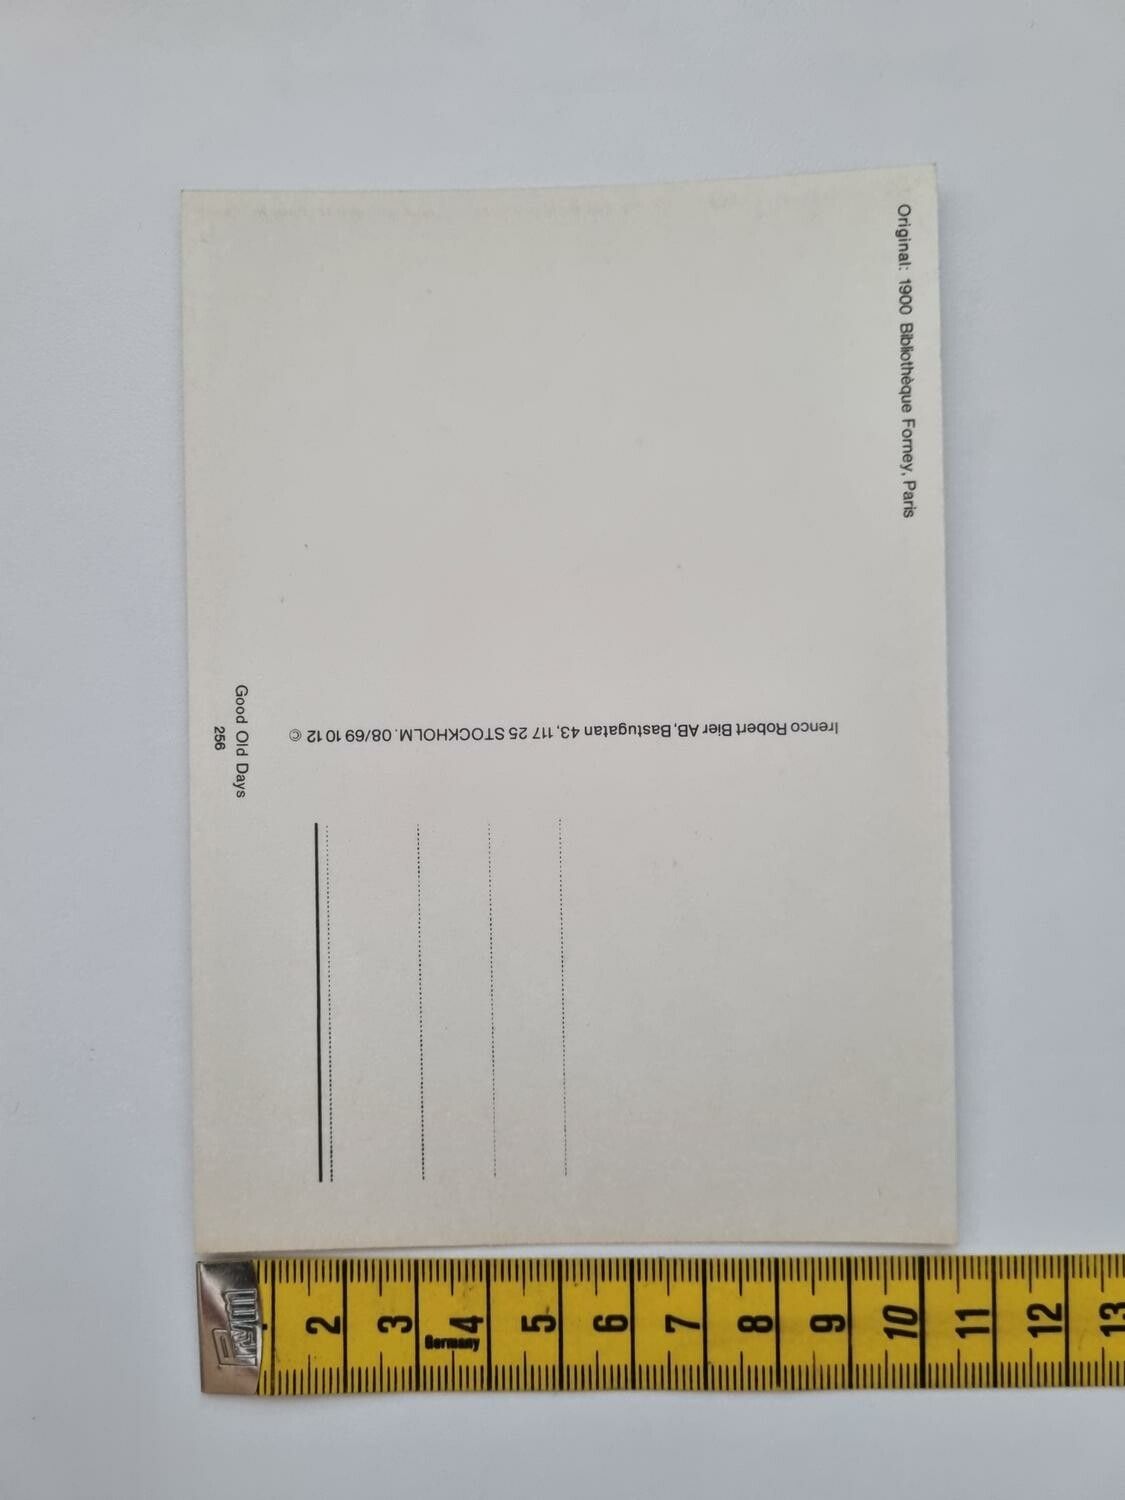 Original: 1900 Bibliothèque Forney, Paris
Irenco Robert Bier AB, Bastugatan 43, 117 25 STOCKHOLM. 08/69 10 12 ©
Good Old Days
256
Germany
2 3 4 5 6 7 8 9 10 11 12 13